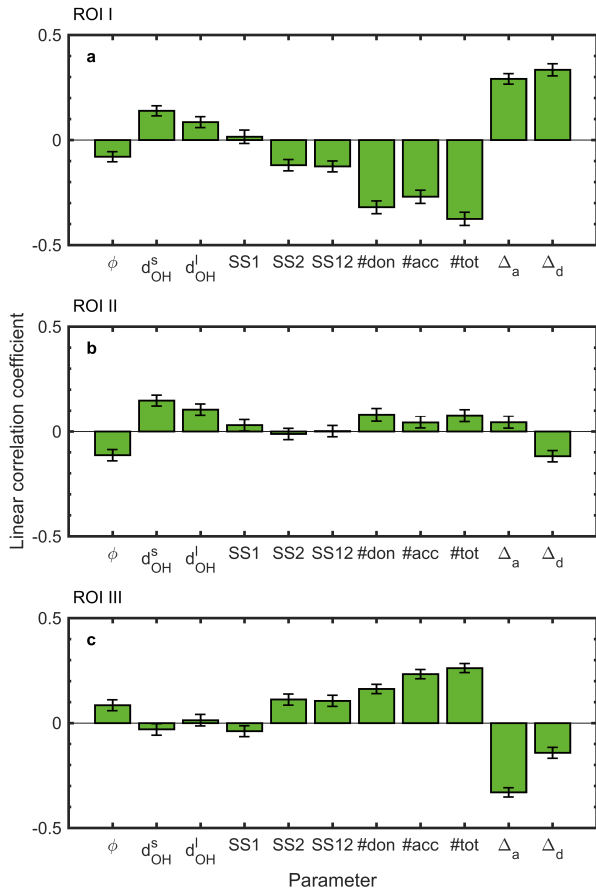 ROI I
0.5
a
0
-0.5
ϕ d^s_OH d^l_OH SS1 SS2 SS12 #don #acc #tot Δ_a Δ_d
ROI II
0.5
b
0
-0.5
ϕ d^s_OH d^l_OH SS1 SS2 SS12 #don #acc #tot Δ_a Δ_d
Linear correlation coefficient
ROI III
0.5
c
0
-0.5
ϕ d^s_OH d^l_OH SS1 SS2 SS12 #don #acc #tot Δ_a Δ_d
Parameter